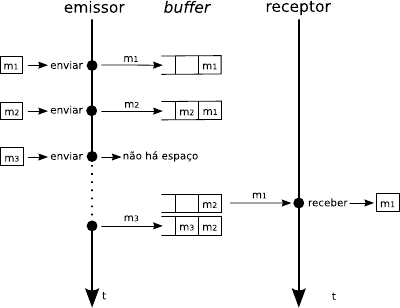 emissor buffer receptor
m1 enviar m1 m1
m2 enviar m2 m2 m1
m3 enviar não há espaço
m2 m1 receber m1
m3 m3 m2
t t